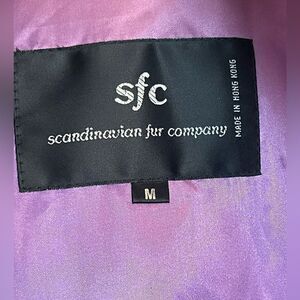 sfc
scandinavian fur company
MADE IN HONG KONG
M